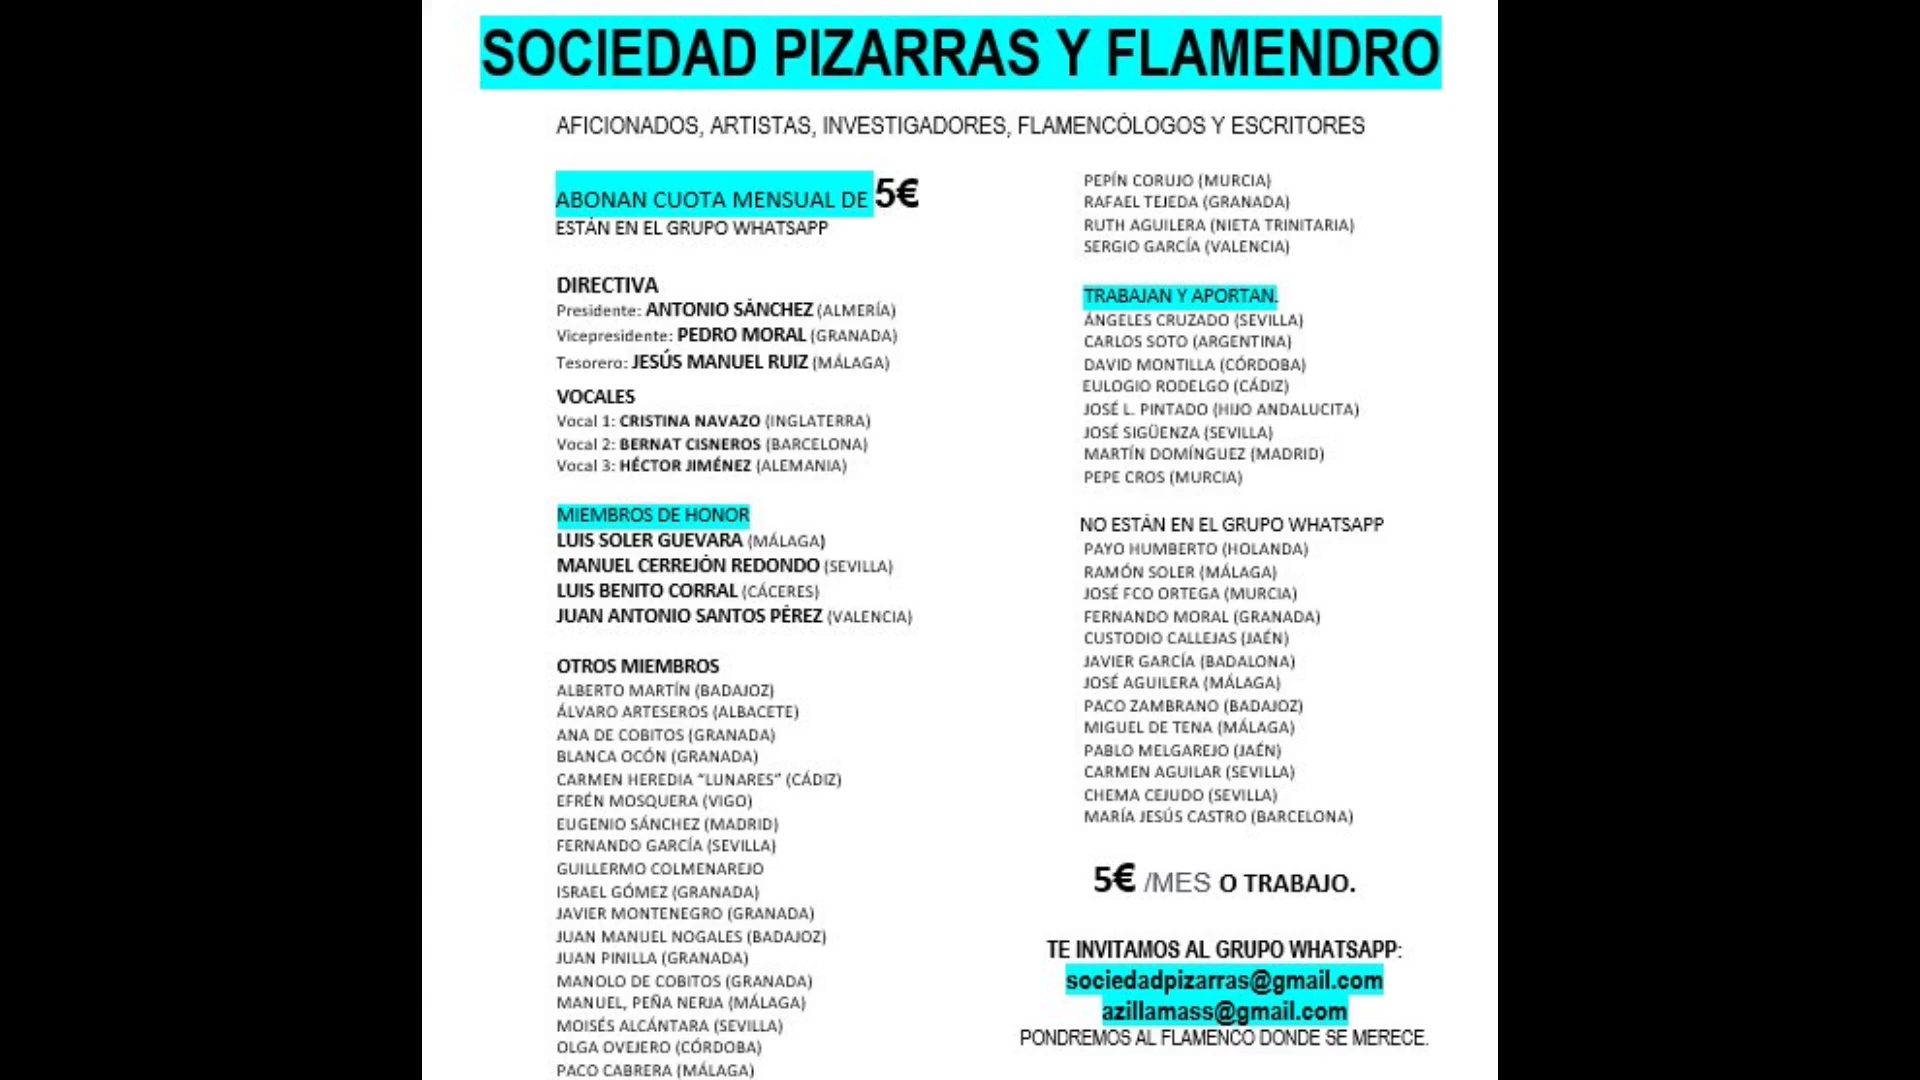 SOCIEDAD PIZARRAS Y FLAMENDRO
AFICIONADOS, ARTISTAS, INVESTIGADORES, FLAMENCÓLOGOS Y ESCRITORES
ABONAN CUOTA MENSUAL DE 5€
ESTÁN EN EL GRUPO WHATSAPP
DIRECTIVA
Presidente: ANTONIO SÁNCHEZ (ALMERÍA)
Vicepresidente: PEDRO MORAL (GRANADA)
Tesorero: JESÚS MANUEL RUIZ (MÁLAGA)
VOCALES
Vocal 1: CRISTINA NAVAZO (INGLATERRA)
Vocal 2: BERNAT CISNEROS (BARCELONA)
Vocal 3: HÉCTOR JIMÉNEZ (ALEMANIA)
MIEMBROS DE HONOR
LUIS SOLER GUEVARA (MÁLAGA)
MANUEL CERREJÓN REDONDO (SEVILLA)
LUIS BENITO CORRAL (CÁCERES)
JUAN ANTONIO SANTOS PÉREZ (VALENCIA)
OTROS MIEMBROS
ALBERTO MARTÍN (BADAJOZ)
ÁLVARO ARTESEROS (ALBACETE)
ANA DE COBITOS (GRANADA)
BLANCA OCÓN (GRANADA)
CARMEN HEREDIA “LUNARES” (CÁDIZ)
EFRÉN MOSQUERA (VIGO)
EUGENIO SÁNCHEZ (MADRID)
FERNANDO GARCÍA (SEVILLA)
GUILLERMO COLMENAREJO
ISRAEL GÓMEZ (GRANADA)
JAVIER MONTENEGRO (GRANADA)
JUAN MANUEL NOGALES (BADAJOZ)
JUAN PINILLA (GRANADA)
MANOLO DE COBITOS (GRANADA)
MANUEL, PEÑA NERJA (MÁLAGA)
MOISÉS ALCÁNTARA (SEVILLA)
OLGA OVEJERO (CÓRDOBA)
PACO CABRERA (MÁLAGA)
PEPÍN CORUJO (MURCIA)
RAFAEL TEJEDA (GRANADA)
RUTH AGUILERA (NIETA TRINITARIA)
SERGIO GARCÍA (VALENCIA)
TRABAJAN Y APORTAN.
ÁNGELES CRUZADO (SEVILLA)
CARLOS SOTO (ARGENTINA)
DAVID MONTILLA (CÓRDOBA)
EULOGIO RODELGO (CÁDIZ)
JOSÉ L. PINTADO (HIJO ANDALUCITA)
JOSÉ SIGÜENZA (SEVILLA)
MARTÍN DOMÍNGUEZ (MADRID)
PEPE CROS (MURCIA)
NO ESTÁN EN EL GRUPO WHATSAPP
PAYO HUMBERTO (HOLANDA)
RAMÓN SOLER (MÁLAGA)
JOSÉ FCO ORTEGA (MURCIA)
FERNANDO MORAL (GRANADA)
CUSTODIO CALLEJAS (JAÉN)
JAVIER GARCÍA (BADALONA)
JOSÉ AGUILERA (MÁLAGA)
PACO ZAMBRANO (BADAJOZ)
MIGUEL DE TENA (MÁLAGA)
PABLO MELGAREJO (JAÉN)
CARMEN AGUILAR (SEVILLA)
CHEMA CEJUDO (SEVILLA)
MARÍA JESÚS CASTRO (BARCELONA)
5€ /MES O TRABAJO.
TE INVITAMOS AL GRUPO WHATSAPP:
sociedadpizarras@gmail.com
azillamass@gmail.com
PONDREMOS AL FLAMENCO DONDE SE MERECE.